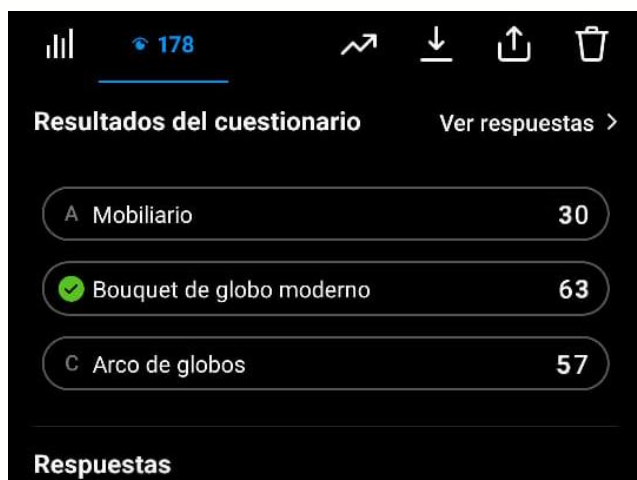 178
Resultados del cuestionario Ver respuestas >
A Mobiliario 30
Bouquet de globo moderno 63
C Arco de globos 57
Respuestas